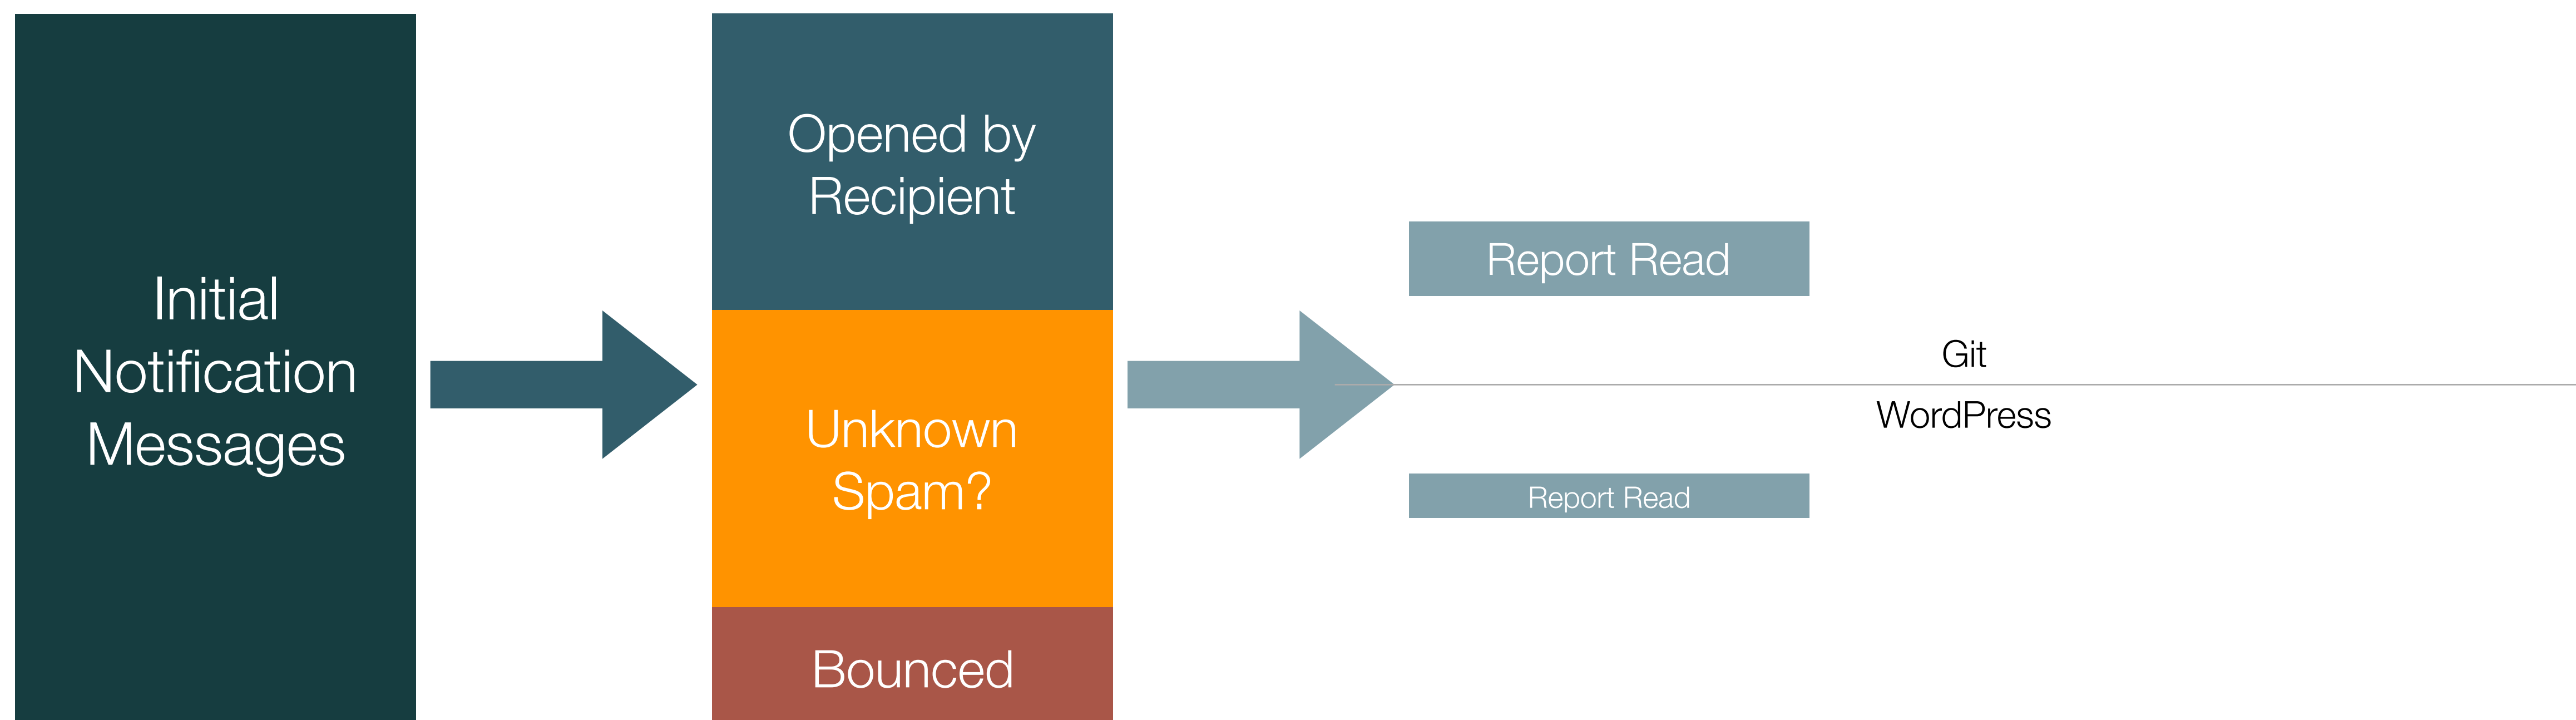 Initial
Notification
Messages
Opened by
Recipient
Unknown
Spam?
Bounced
Report Read
Git
WordPress
Report Read